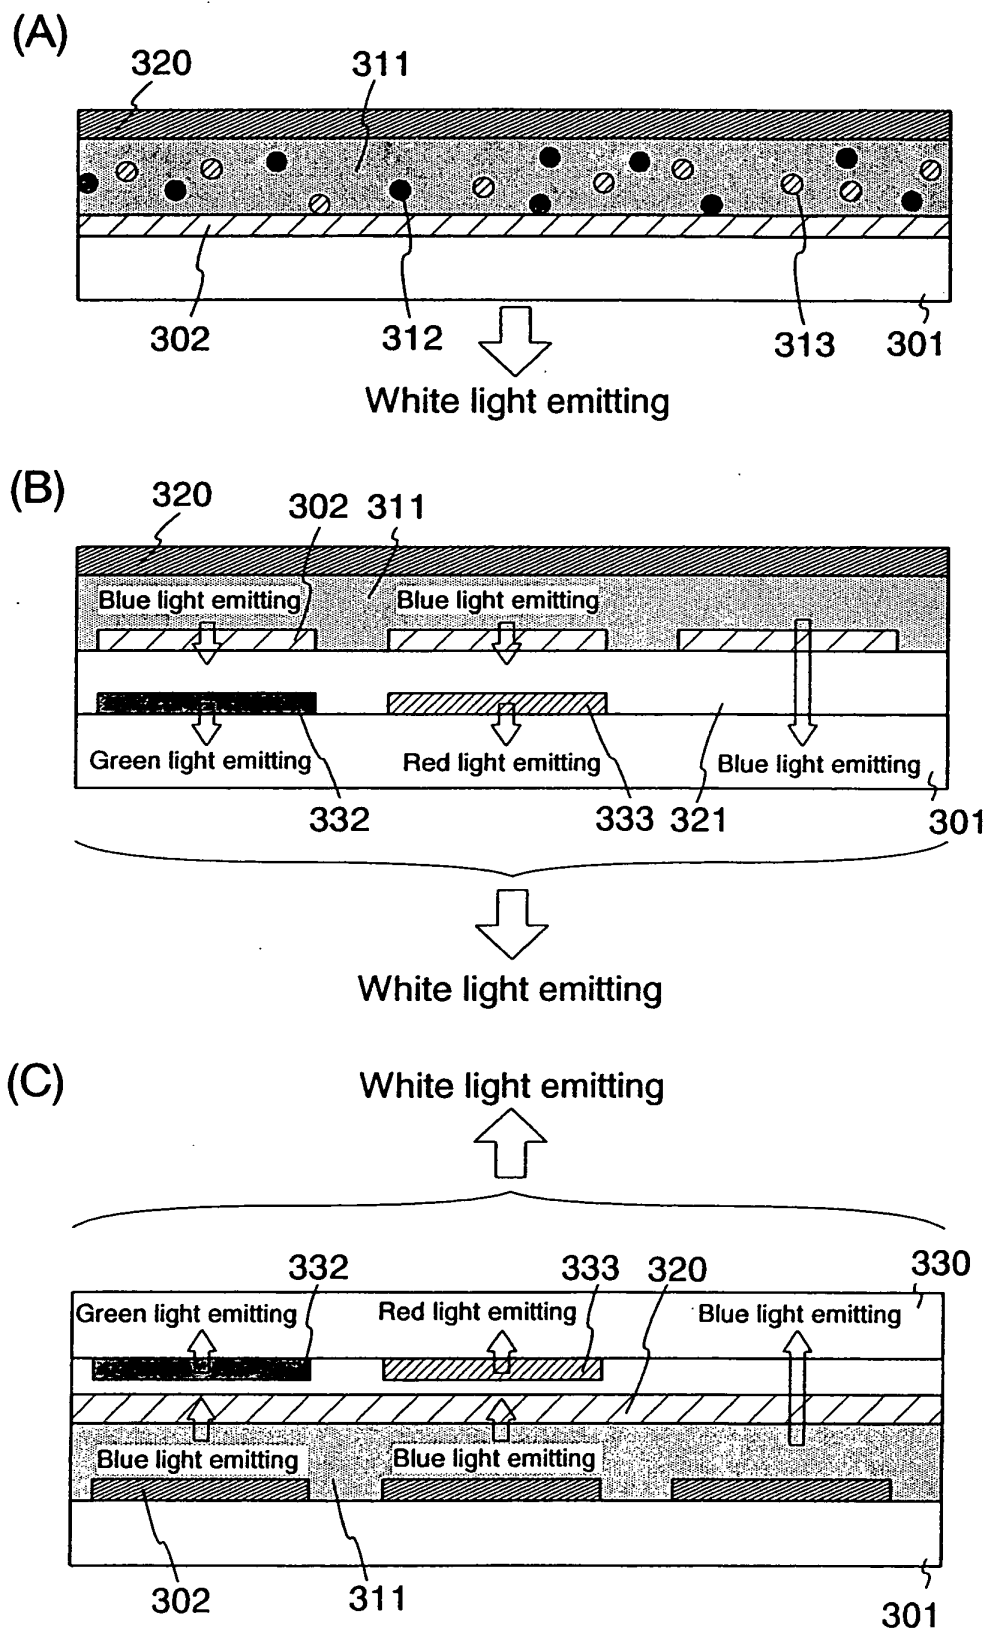 (A)
320 311
302 312 313 301
White light emitting
(B)
320 302 311
Blue light emitting Blue light emitting
Green light emitting Red light emitting Blue light emitting
332 333 321 301
White light emitting
(C)
White light emitting
332 333 320 330
Green light emitting Red light emitting Blue light emitting
Blue light emitting Blue light emitting
302 311 301